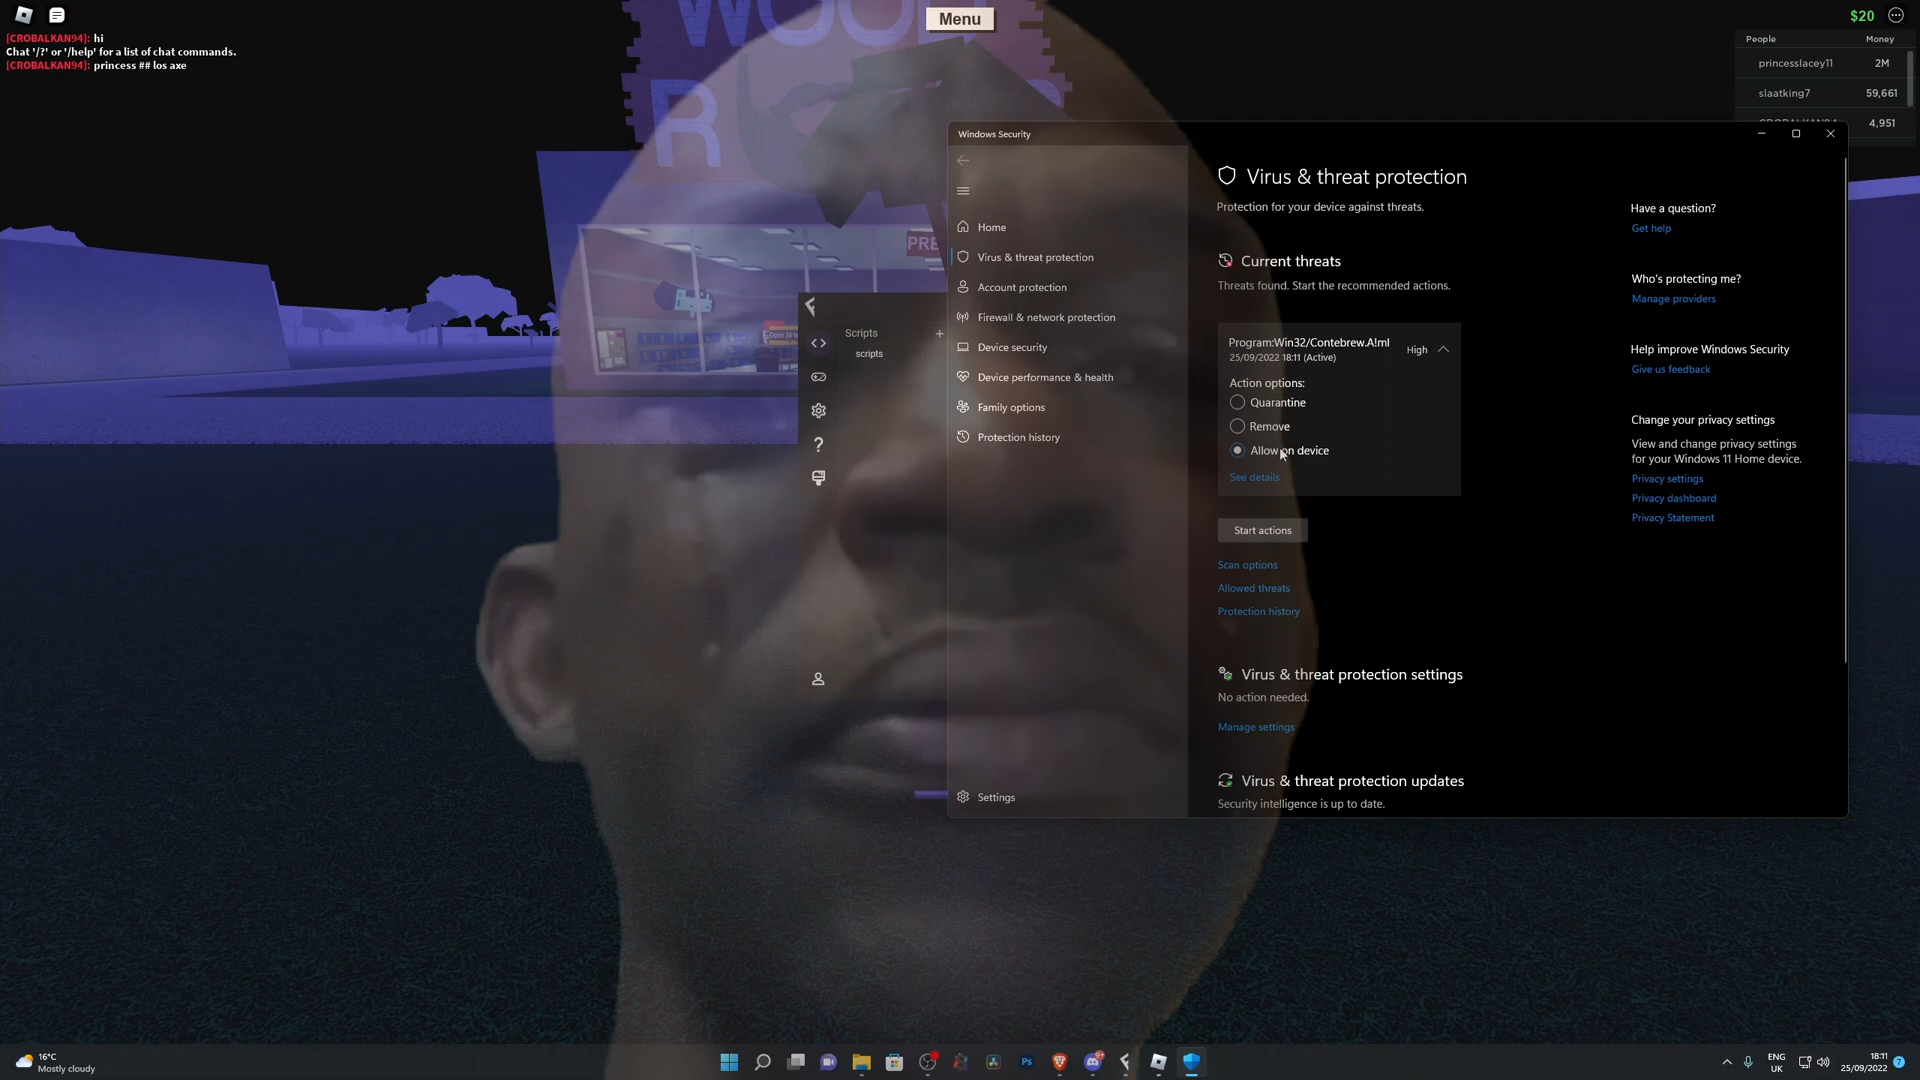 Menu
$20
[CROBALKAN94]: hi
Chat '/?' or '/help' for a list of chat commands.
[CROBALKAN94]: princess ## los axe
WOOD
R
PRE
People Money
princesslacey11 2M
slaatking7 59,661
CROBALKAN94 4,951
Scripts +
scripts
Windows Security
Home
Virus & threat protection
Account protection
Firewall & network protection
Device security
Device performance & health
Family options
Protection history
Settings
Virus & threat protection
Protection for your device against threats.
Current threats
Threats found. Start the recommended actions.
Program:Win32/Contebrew.A!ml
25/09/2022 18:11 (Active)
High
Action options:
Quarantine
Remove
Allow on device
See details
Start actions
Scan options
Allowed threats
Protection history
Virus & threat protection settings
No action needed.
Manage settings
Virus & threat protection updates
Security intelligence is up to date.
Have a question?
Get help
Who's protecting me?
Manage providers
Help improve Windows Security
Give us feedback
Change your privacy settings
View and change privacy settings
for your Windows 11 Home device.
Privacy settings
Privacy dashboard
Privacy Statement
16°C
Mostly cloudy
Ps
ENG
UK
18:11
25/09/2022
7